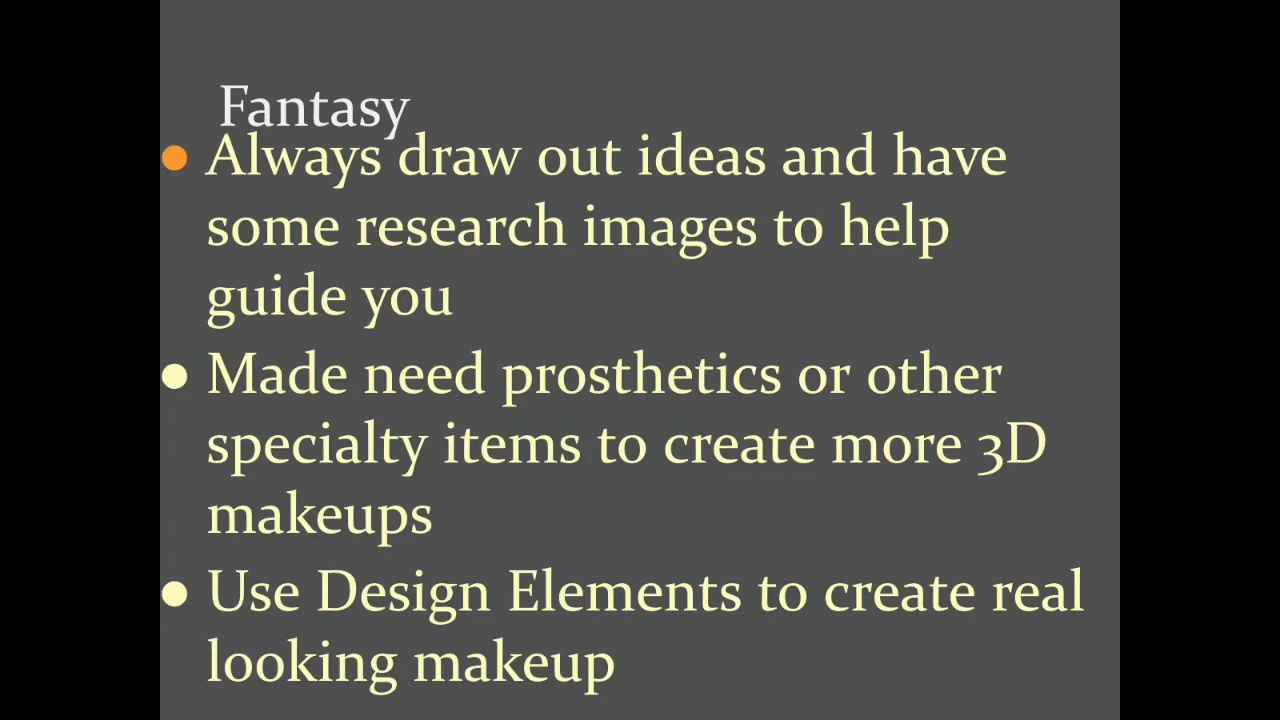 Fantasy
● Always draw out ideas and have
some research images to help
guide you
● Made need prosthetics or other
specialty items to create more 3D
makeups
● Use Design Elements to create real
looking makeup